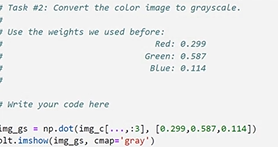 # Task #2: Convert the color image to grayscale.
#
# Use the weights we used before:
# Red: 0.299
# Green: 0.587
# Blue: 0.114
#
# Write your code here
img_gs = np.dot(img_c[...,:3], [0.299,0.587,0.114])
plt.imshow(img_gs, cmap='gray')